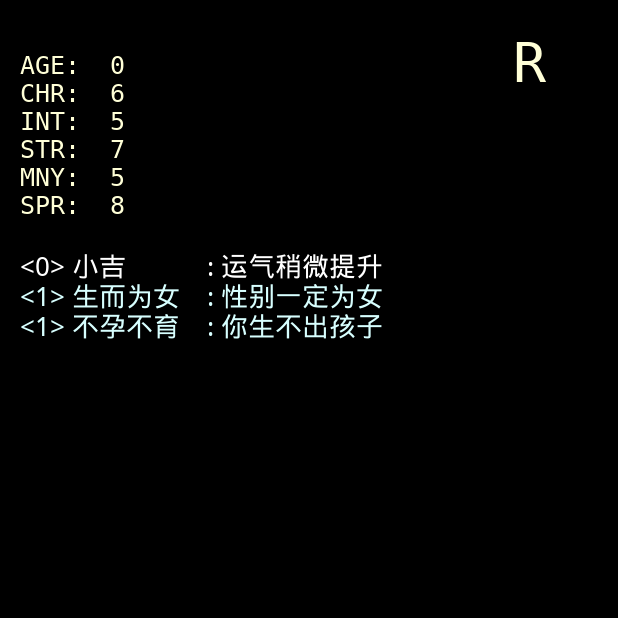 R
AGE: 0
CHR: 6
INT: 5
STR: 7
MNY: 5
SPR: 8
<0> 小吉 : 运气稍微提升
<1> 生而为女 : 性别一定为女
<1> 不孕不育 : 你生不出孩子